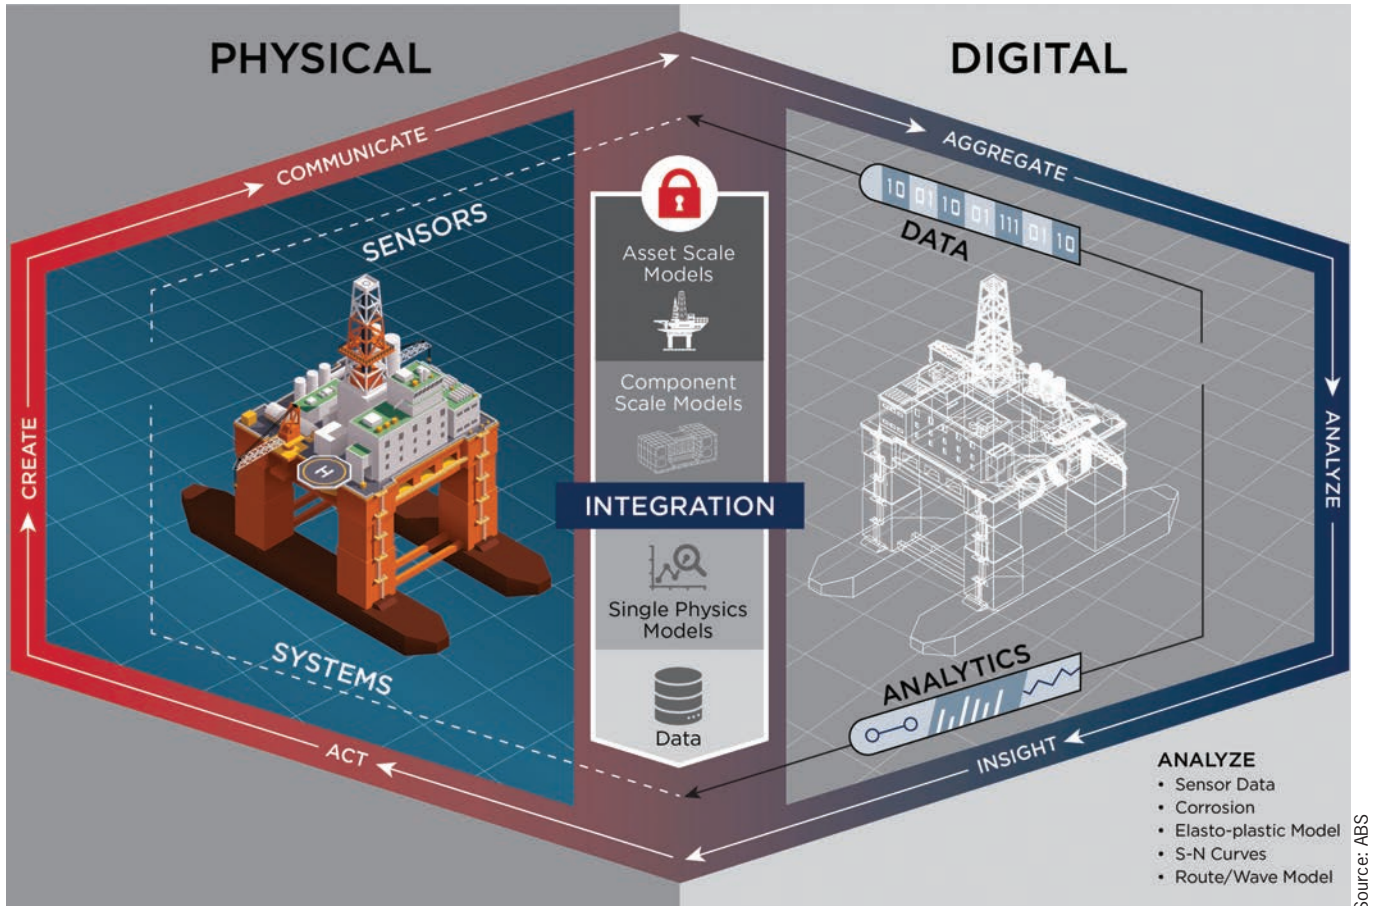 PHYSICAL
DIGITAL
COMMUNICATE
AGGREGATE
SENSORS
10 01 10 01 111 01 10
DATA
Asset Scale
Models
Component
Scale Models
CREATE
ANALYZE
INTEGRATION
H
Single Physics
Models
SYSTEMS
ANALYTICS
Data
ACT
INSIGHT
ANALYZE
• Sensor Data
• Corrosion
• Elasto-plastic Model
• S-N Curves
• Route/Wave Model
Source: ABS